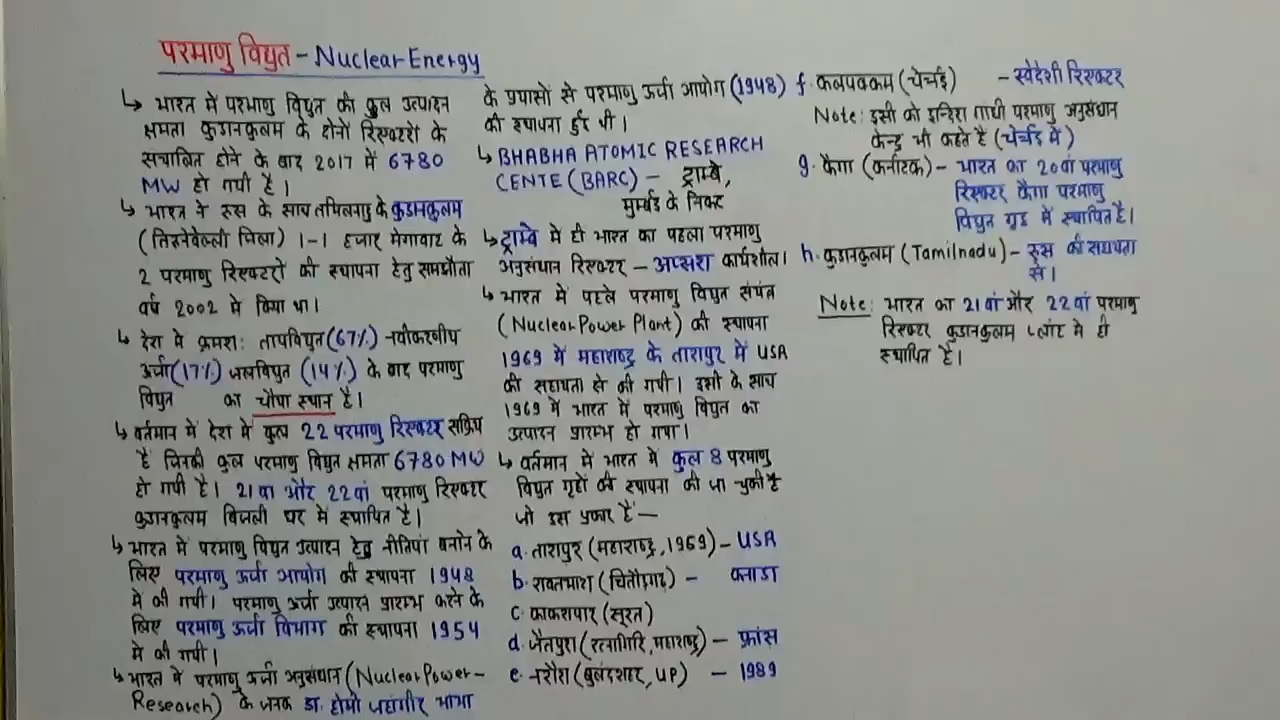 परमाणु विद्युत - Nuclear Energy
↳ भारत में परमाणु विद्युत की कुल उत्पादन
क्षमता कुडानकुलम के दोनों रिएक्टरों के
संचालित होने के बाद 2017 में 6780
MW हो गयी है।
↳ भारत ने रूस के साथ तमिलनाडु के कुडानकुलम
(तिरुनेवेल्ली जिला) 1-1 हजार मेगावाट के
2 परमाणु रिएक्टरों की स्थापना हेतु समझौता
वर्ष 2002 में किया था।
↳ देश में क्रमशः तापविद्युत (67%) नवीकरणीय
ऊर्जा (17%) जलविद्युत (14%) के बाद परमाणु
विद्युत का चौथा स्थान है।
↳ वर्तमान में देश में कुल 22 परमाणु रिएक्टर सक्रिय
है जिनकी कुल परमाणु विद्युत क्षमता 6780 MW
हो गयी है। 21वां और 22वां परमाणु रिएक्टर
कुडानकुलम बिजली घर में स्थापित है।
↳ भारत में परमाणु विद्युत उत्पादन हेतु नीतियां बनाने के
लिए परमाणु ऊर्जा आयोग की स्थापना 1948
में की गयी। परमाणु ऊर्जा उत्पादन प्रारम्भ करने के
लिए परमाणु ऊर्जा विभाग की स्थापना 1954
में की गयी।
↳ भारत में परमाणु ऊर्जा अनुसंधान (Nuclear Power-
Research) के जनक डा. होमी जहांगीर भाभा
के प्रयासों से परमाणु ऊर्जा आयोग (1948)
की स्थापना हुई थी।
↳ BHABHA ATOMIC RESEARCH
CENTE (BARC) - ट्राम्बे,
मुम्बई के निकट
↳ ट्राम्बे में ही भारत का पहला परमाणु
अनुसंधान रिएक्टर - अप्सरा कार्यशील।
↳ भारत में पहले परमाणु विद्युत संयंत्र
(Nuclear Power Plant) की स्थापना
1969 में महाराष्ट्र के तारापुर में USA
की सहायता से की गयी। इसी के साथ
1969 में भारत में परमाणु विद्युत का
उत्पादन प्रारम्भ हो गया।
↳ वर्तमान में भारत में कुल 8 परमाणु
विद्युत गृहों की स्थापना की जा चुकी है
जो इस प्रकार हैं —
a. तारापुर (महाराष्ट्र, 1969) - USA
b. रावतभाटा (चितौड़गढ़) - कनाडा
c. काकरापार (सूरत)
d. जैतपुरा (रत्नागिरि, महाराष्ट्र) - फ्रांस
e. नरौरा (बुलंदशहर, UP) - 1989
f. कलपक्कम (चेन्नई) - स्वेदेशी रिएक्टर
Note: इसी को इन्दिरा गांधी परमाणु अनुसंधान
केन्द्र भी कहते है (चेन्नई में)
g. कैगा (कर्नाटक) - भारत का 20वां परमाणु
रिएक्टर कैगा परमाणु
विद्युत गृह में स्थापित है।
h. कुडानकुलम (Tamilnadu) - रूस की सहायता
से।
Note: भारत का 21वां और 22वां परमाणु
रिएक्टर कुडानकुलम प्लांट में ही
स्थापित है।